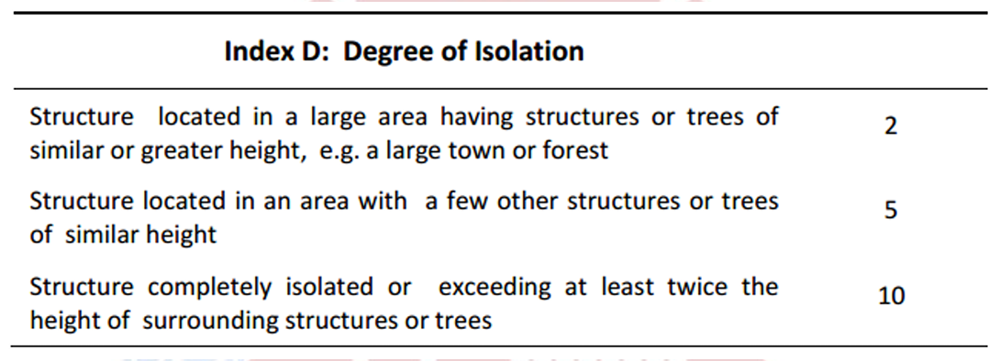 Index D: Degree of Isolation
Structure located in a large area having structures or trees of
similar or greater height, e.g. a large town or forest
2
Structure located in an area with a few other structures or trees
of similar height
5
Structure completely isolated or exceeding at least twice the
height of surrounding structures or trees
10